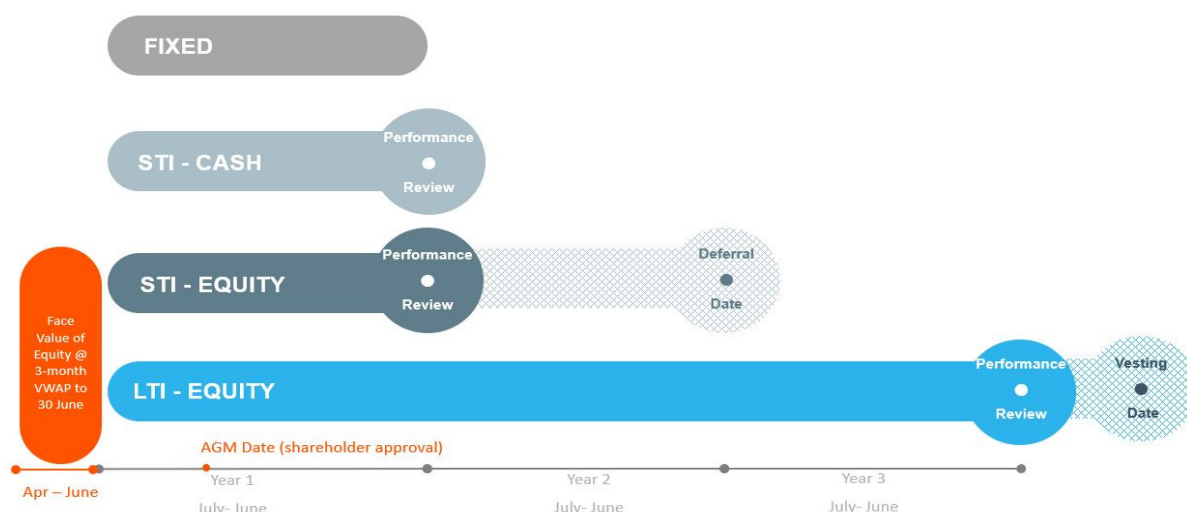 FIXED
Performance
STI - CASH
Review
Performance
Deferral
STI - EQUITY
Review
Date
Face
Value of
Equity @
3-month
VWAP to
30 June
Performance
Vesting
LTI - EQUITY
Review
Date
AGM Date (shareholder approval)
Apr – June
Year 1
Year 2
Year 3
July- June
July- June
July- June